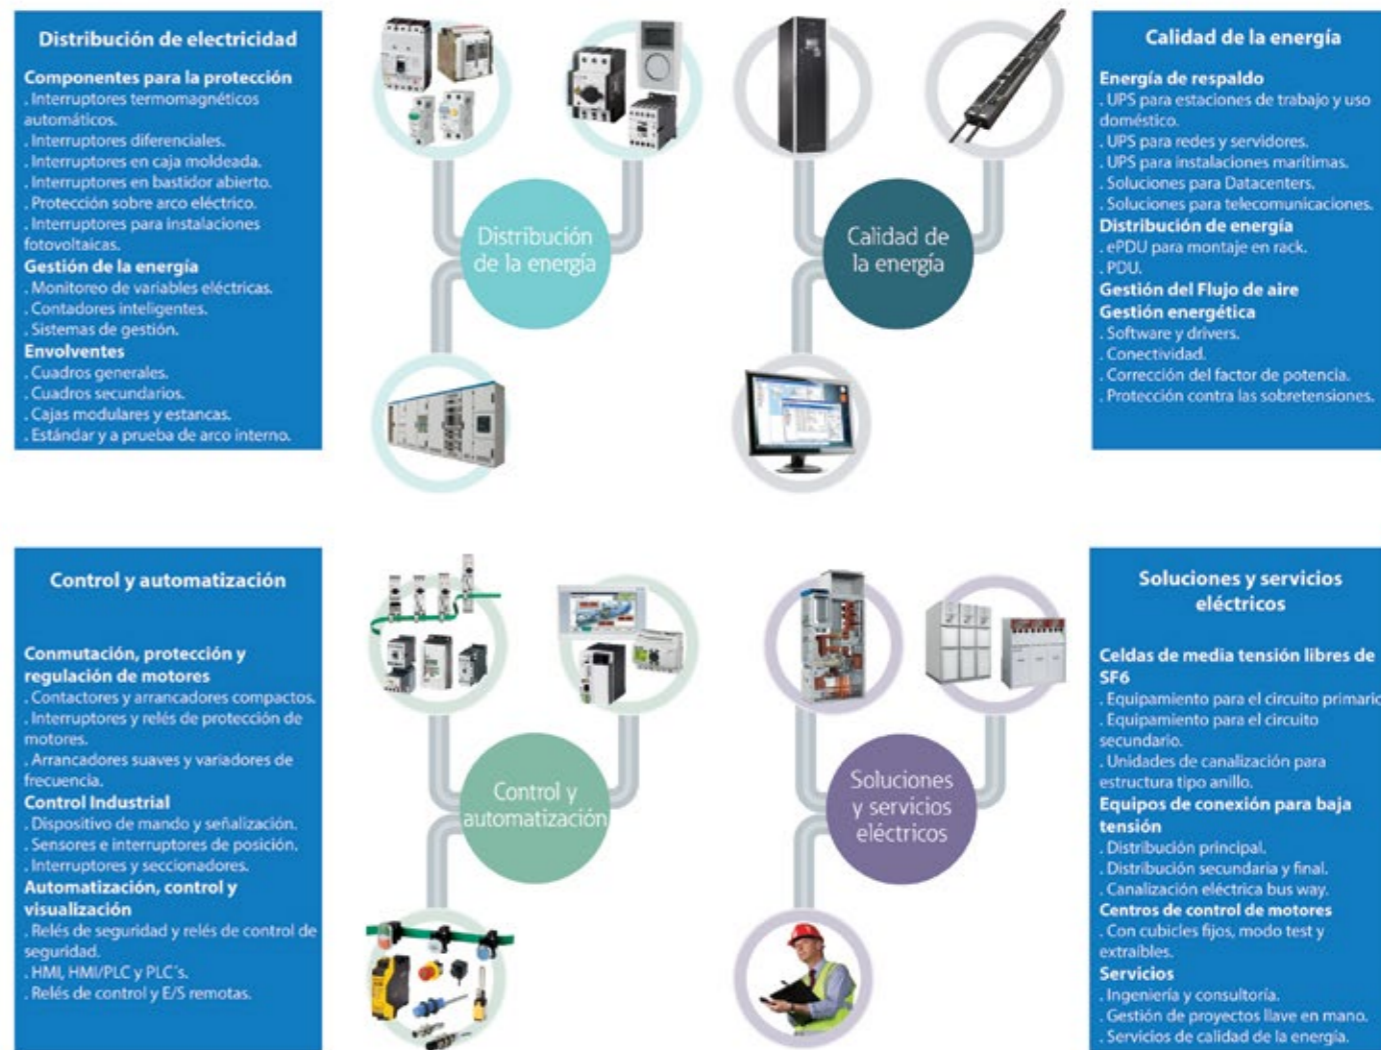 Distribución de electricidad
Componentes para la protección
. Interruptores termomagnéticos
automáticos.
. Interruptores diferenciales.
. Interruptores en caja moldeada.
. Interruptores en bastidor abierto.
. Protección sobre arco eléctrico.
. Interruptores para instalaciones
fotovoltaicas.
Gestión de la energía
. Monitoreo de variables eléctricas.
. Contadores inteligentes.
. Sistemas de gestión.
Envolventes
. Cuadros generales.
. Cuadros secundarios.
. Cajas modulares y estancas.
. Estándar y a prueba de arco interno.
Distribución
de la energía
Calidad de
la energía
Calidad de la energía
Energía de respaldo
. UPS para estaciones de trabajo y uso
doméstico.
. UPS para redes y servidores.
. UPS para instalaciones marítimas.
. Soluciones para Datacenters.
. Soluciones para telecomunicaciones.
Distribución de energía
. ePDU para montaje en rack.
. PDU.
Gestión del Flujo de aire
Gestión energética
. Software y drivers.
. Conectividad.
. Corrección del factor de potencia.
. Protección contra las sobretensiones.
Control y automatización
Conmutación, protección y
regulación de motores
. Contactores y arrancadores compactos.
. Interruptores y relés de protección de
motores.
. Arrancadores suaves y variadores de
frecuencia.
Control Industrial
. Dispositivo de mando y señalización.
. Sensores e interruptores de posición.
. Interruptores y seccionadores.
Automatización, control y
visualización
. Relés de seguridad y relés de control de
seguridad.
. HMI, HMI/PLC y PLC´s.
. Relés de control y E/S remotas.
Control y
automatización
Soluciones
y servicios
eléctricos
Soluciones y servicios
eléctricos
Celdas de media tensión libres de
SF6
. Equipamiento para el circuito primario
. Equipamiento para el circuito
secundario.
. Unidades de canalización para
estructura tipo anillo.
Equipos de conexión para baja
tensión
. Distribución principal.
. Distribución secundaria y final.
. Canalización eléctrica bus way.
Centros de control de motores
. Con cubicles fijos, modo test y
extraíbles.
Servicios
. Ingeniería y consultoría.
. Gestión de proyectos llave en mano.
. Servicios de calidad de la energía.